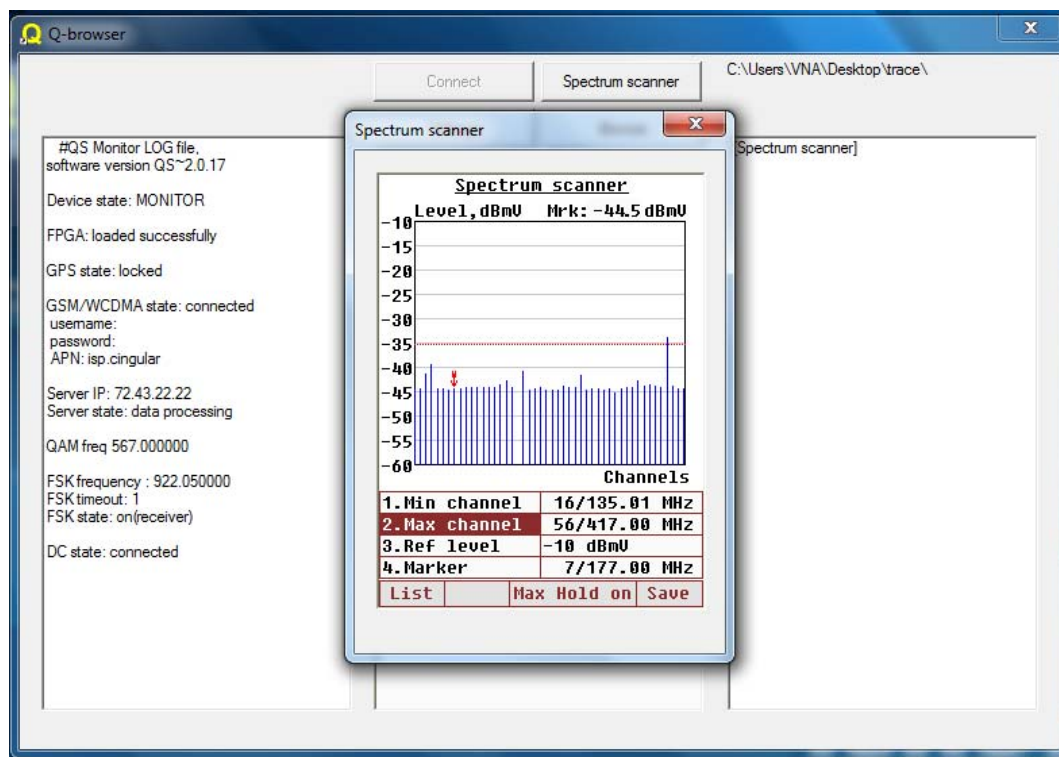 Q-browser
Connect
Spectrum scanner
C:\Users\VNA\Desktop\trace\
#QS Monitor LOG file,
software version QS~2.0.17
Device state: MONITOR
FPGA: loaded successfully
GPS state: locked
GSM/WCDMA state: connected
username:
password:
APN: isp.cingular
Server IP: 72.43.22.22
Server state: data processing
QAM freq 567.000000
FSK frequency : 922.050000
FSK timeout: 1
FSK state: on(receiver)
DC state: connected
Spectrum scanner
Spectrum scanner
Level,dBmV Mrk: -44.5 dBmV
-10
-15
-20
-25
-30
-35
-40
-45
-50
-55
-60
Channels
1.Min channel 16/135.01 MHz
2.Max channel 56/417.00 MHz
3.Ref level -10 dBmV
4.Marker 7/177.00 MHz
List Max Hold on Save
[Spectrum scanner]